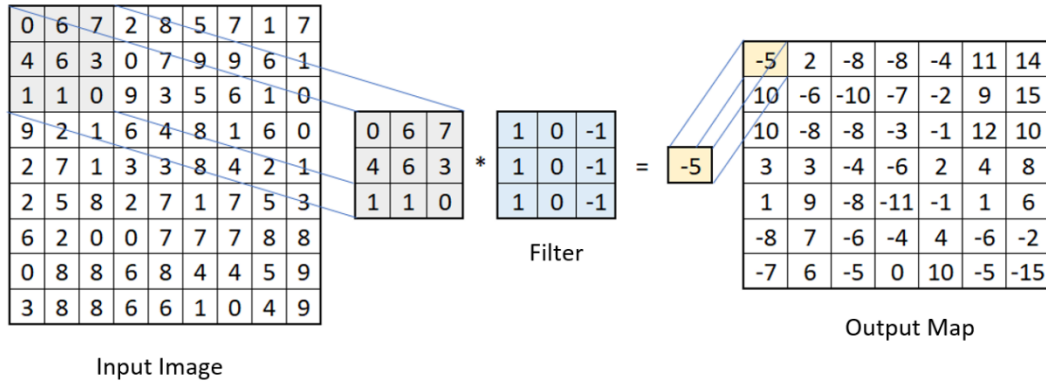 0 6 7 2 8 5 7 1 7
4 6 3 0 7 9 9 6 1
1 1 0 9 3 5 6 1 0
9 2 1 6 4 8 1 6 0
2 7 1 3 3 8 4 2 1
2 5 8 2 7 1 7 5 3
6 2 0 0 7 7 7 8 8
0 8 8 6 8 4 4 5 9
3 8 8 6 6 1 0 4 9
Input Image
0 6 7
4 6 3
1 1 0
*
1 0 -1
1 0 -1
1 0 -1
Filter
=
-5
-5 2 -8 -8 -4 11 14
10 -6 -10 -7 -2 9 15
10 -8 -8 -3 -1 12 10
3 3 -4 -6 2 4 8
1 9 -8 -11 -1 1 6
-8 7 -6 -4 4 -6 -2
-7 6 -5 0 10 -5 -15
Output Map